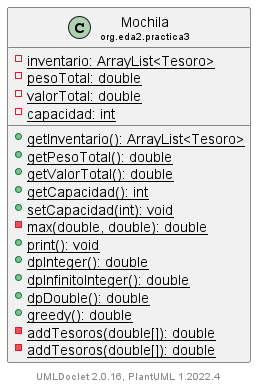 C Mochila
org.eda2.practica3
inventario: ArrayList<Tesoro>
pesoTotal: double
valorTotal: double
capacidad: int
getInventario(): ArrayList<Tesoro>
getPesoTotal(): double
getValorTotal(): double
getCapacidad(): int
setCapacidad(int): void
max(double, double): double
print(): void
dpInteger(): double
dpInfinitoInteger(): double
dpDouble(): double
greedy(): double
addTesoros(double[]): double
addTesoros(double[]): double
UMLDoclet 2.0.16, PlantUML 1.2022.4